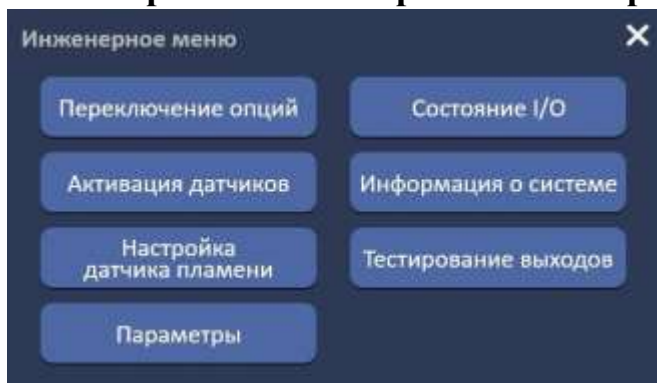 Инженерное меню
Переключение опций
Состояние I/O
Активация датчиков
Информация о системе
Настройка
датчика пламени
Тестирование выходов
Параметры